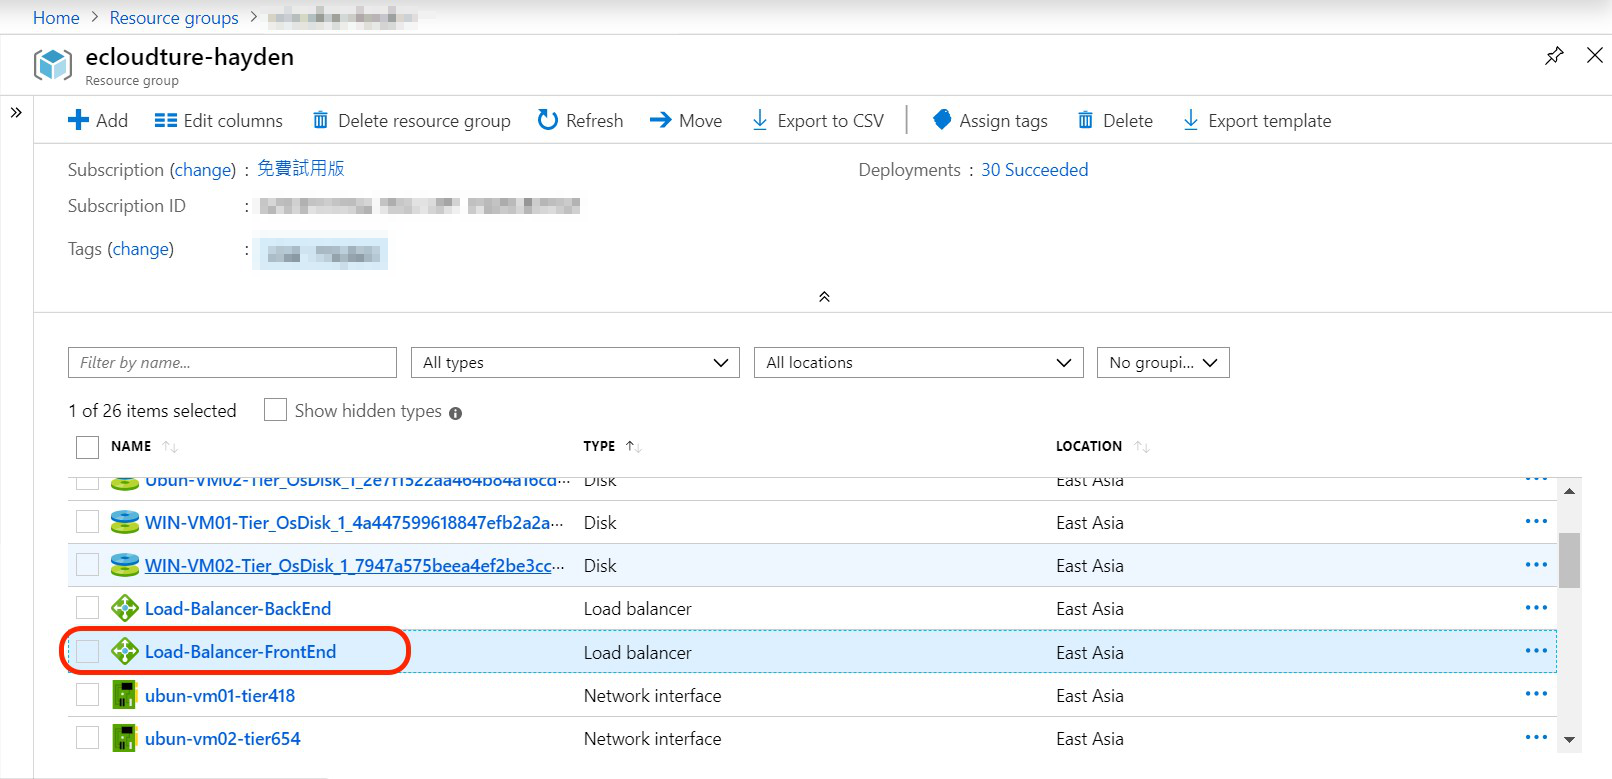 Home > Resource groups >
ecloudture-hayden
Resource group
Add Edit columns Delete resource group Refresh Move Export to CSV Assign tags Delete Export template
Subscription (change) : 免費試用版 Deployments : 30 Succeeded
Subscription ID :
Tags (change) :
Filter by name... All types All locations No groupi...
1 of 26 items selected Show hidden types
NAME TYPE LOCATION
Ubun-VM02-Tier_OsDisk_1_2e7f1522aa464b84a16cd... Disk East Asia
WIN-VM01-Tier_OsDisk_1_4a447599618847efb2a2a... Disk East Asia
WIN-VM02-Tier_OsDisk_1_7947a575beea4ef2be3cc... Disk East Asia
Load-Balancer-BackEnd Load balancer East Asia
Load-Balancer-FrontEnd Load balancer East Asia
ubun-vm01-tier418 Network interface East Asia
ubun-vm02-tier654 Network interface East Asia